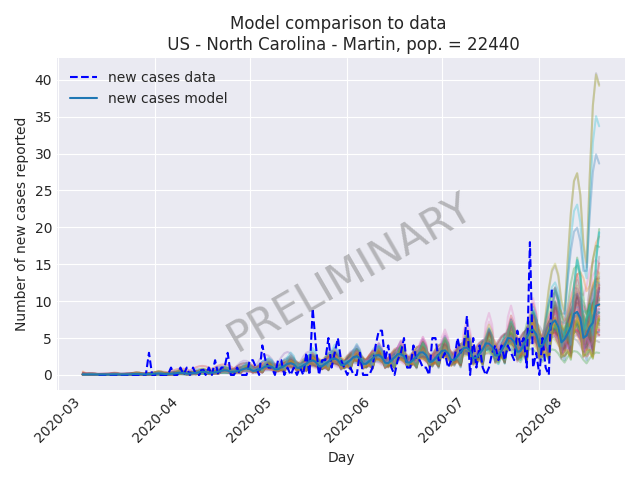 Model comparison to data
US - North Carolina - Martin, pop. = 22440
new cases data
new cases model
PRELIMINARY
Number of new cases reported
40
35
30
25
20
15
10
5
0
2020-03
2020-04
2020-05
2020-06
2020-07
2020-08
Day